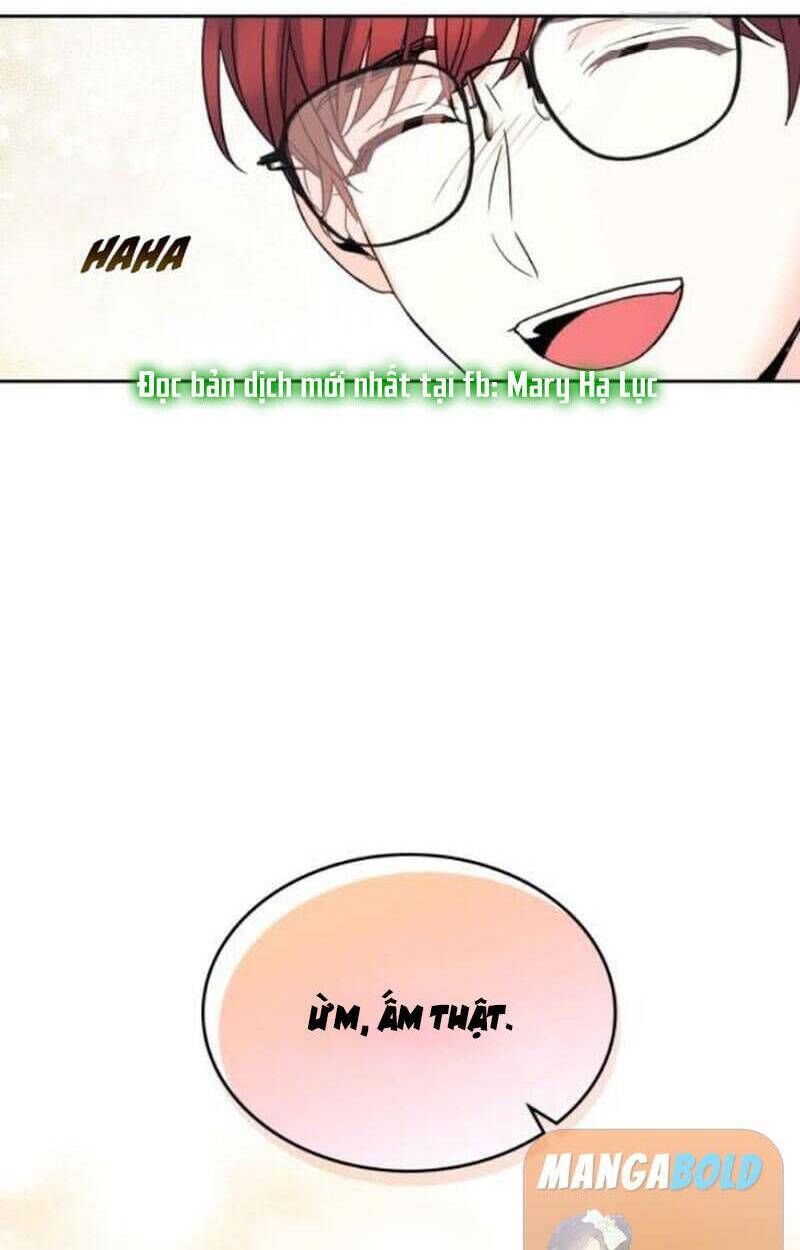 HAHA
Đọc bản dịch mới nhất tại fb: Mary Hạ Lục
ỪM, ẤM THẬT.
MANGABOLD